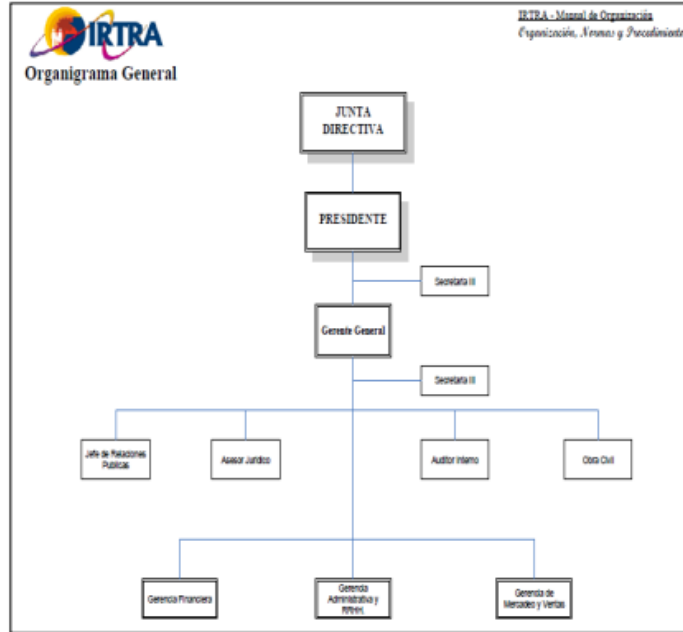 IRTRA
Organigrama General
IRTRA - Manual de Organización
Organización, Normas y Procedimiento
JUNTA
DIRECTIVA
PRESIDENTE
Secretaria III
Gerente General
Secretaria III
Jefe de Relaciones
Publicas
Asesor Jurídico
Auditor Interno
Obra Civil
Gerencia Financiera
Gerencia
Administrativa y
RRHH.
Gerencia de
Mercadeo y Ventas